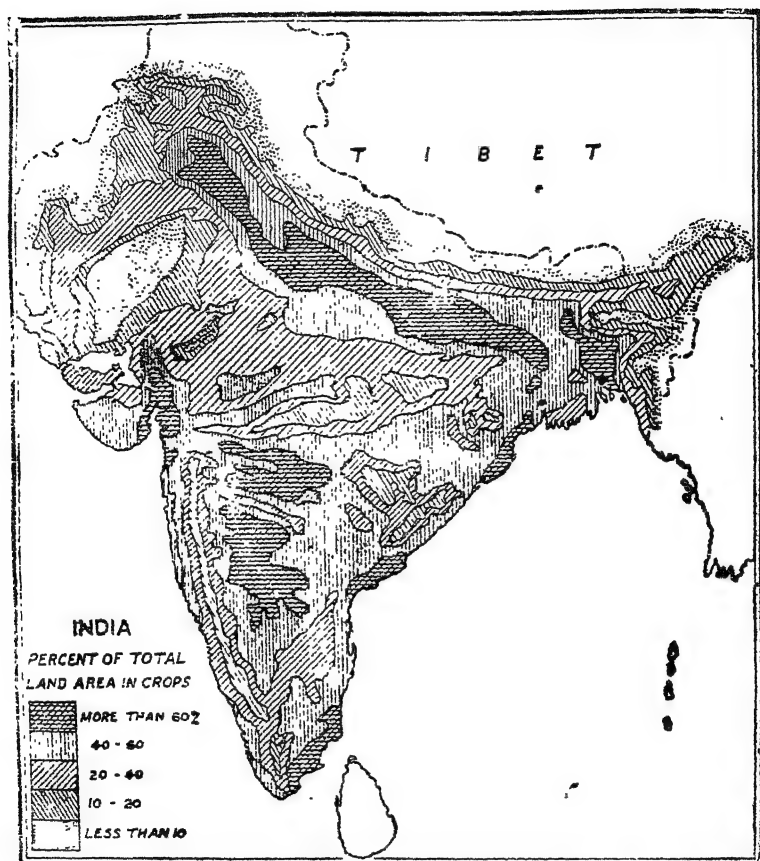 TIBET
INDIA
PERCENT OF TOTAL
LAND AREA IN CROPS
MORE THAN 60%
40 - 60
20 - 40
10 - 20
LESS THAN 10